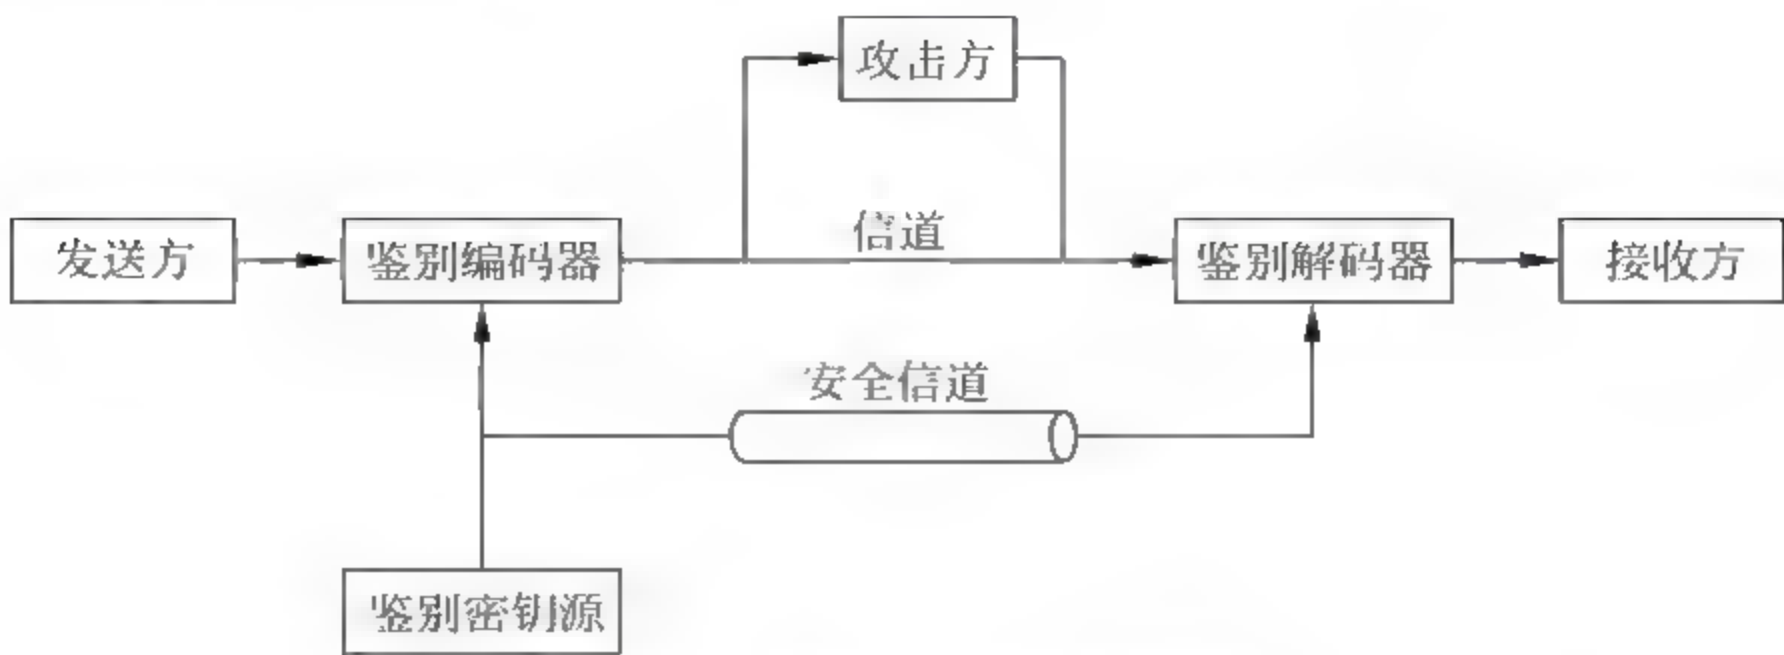 攻击方
信道
发送方
鉴别编码器
鉴别解码器
接收方
安全信道
鉴别密钥源